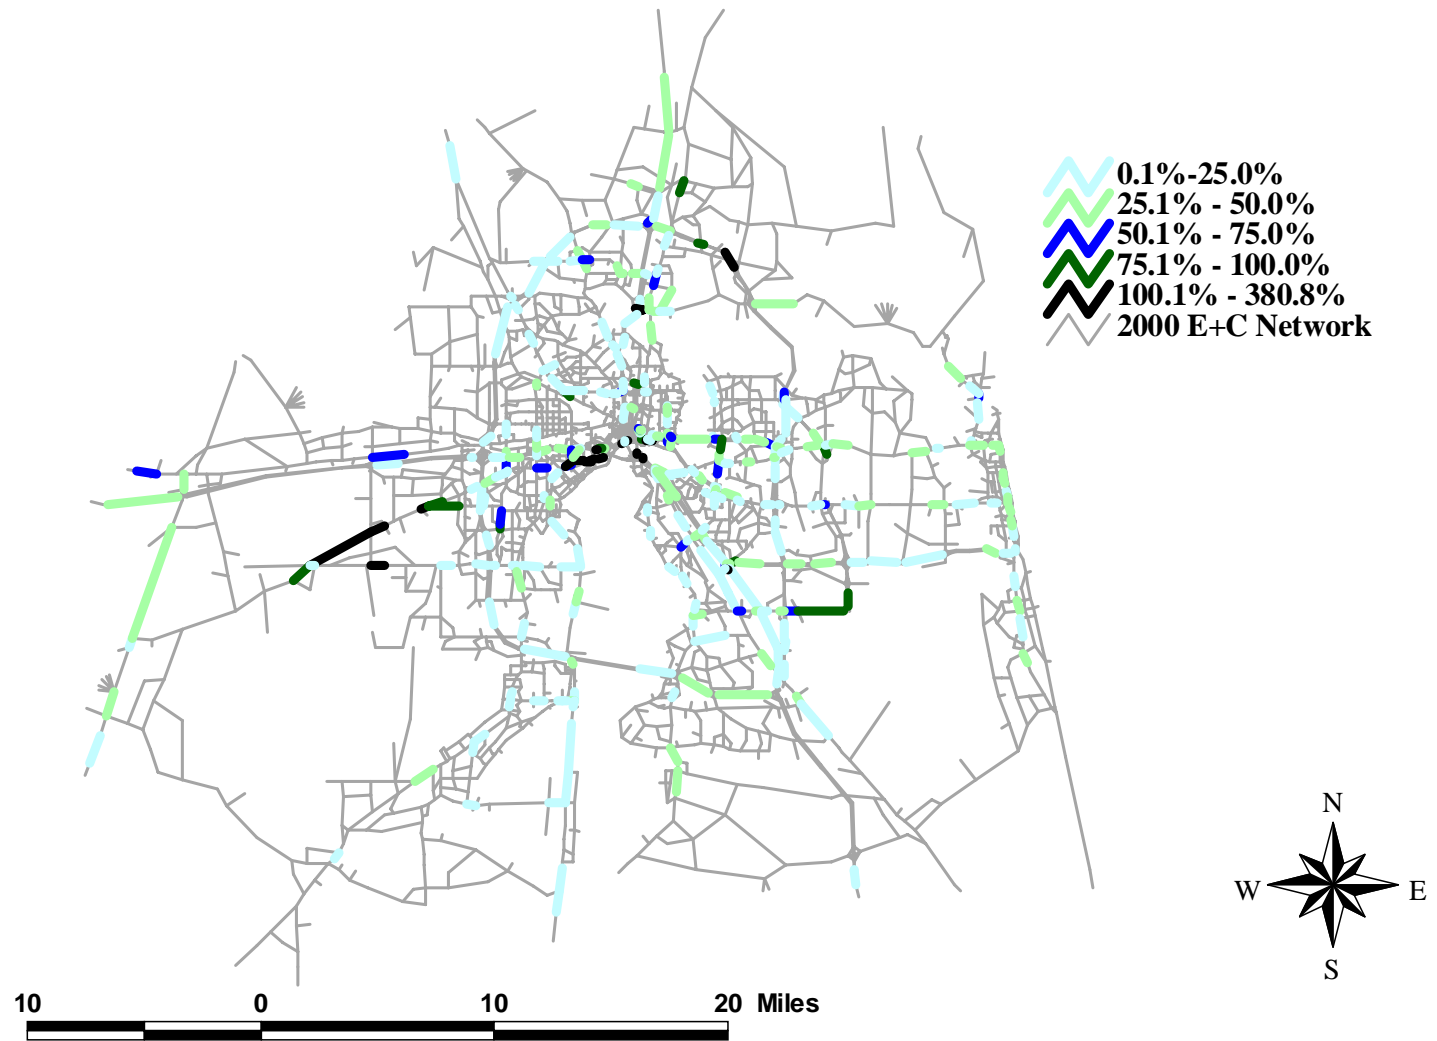 0.1%-25.0%
25.1% - 50.0%
50.1% - 75.0%
75.1% - 100.0%
100.1% - 380.8%
2000 E+C Network
N
W E
S
10 0 10 20 Miles